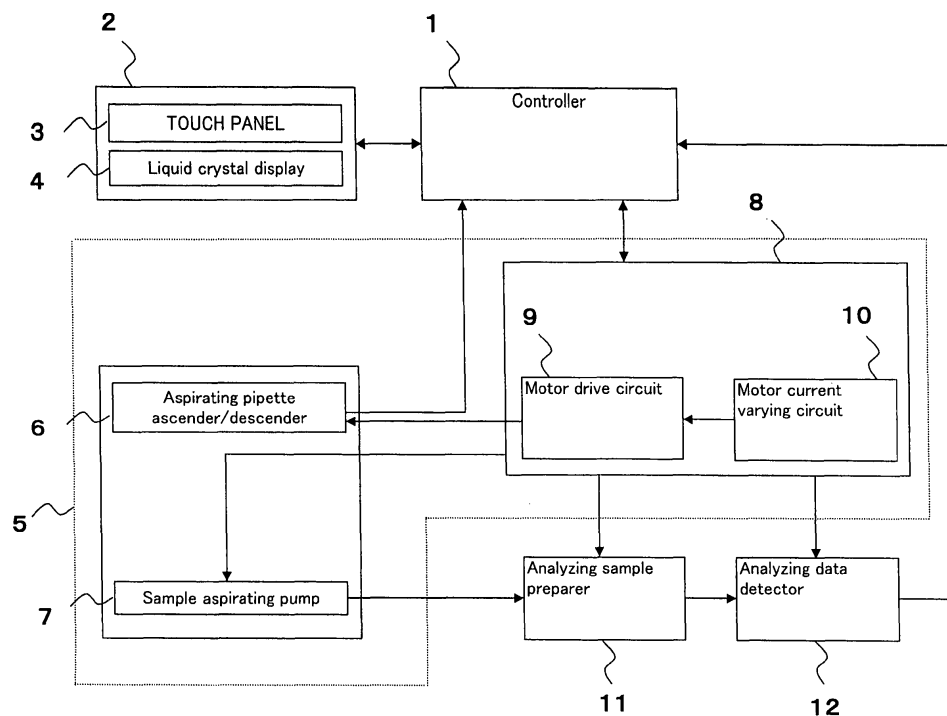 2
1
3
TOUCH PANEL
4
Liquid crystal display
Controller
8
9
10
Motor drive circuit
Motor current
varying circuit
6
Aspirating pipette
ascender/descender
5
7
Sample aspirating pump
Analyzing sample
preparer
Analyzing data
detector
11
12